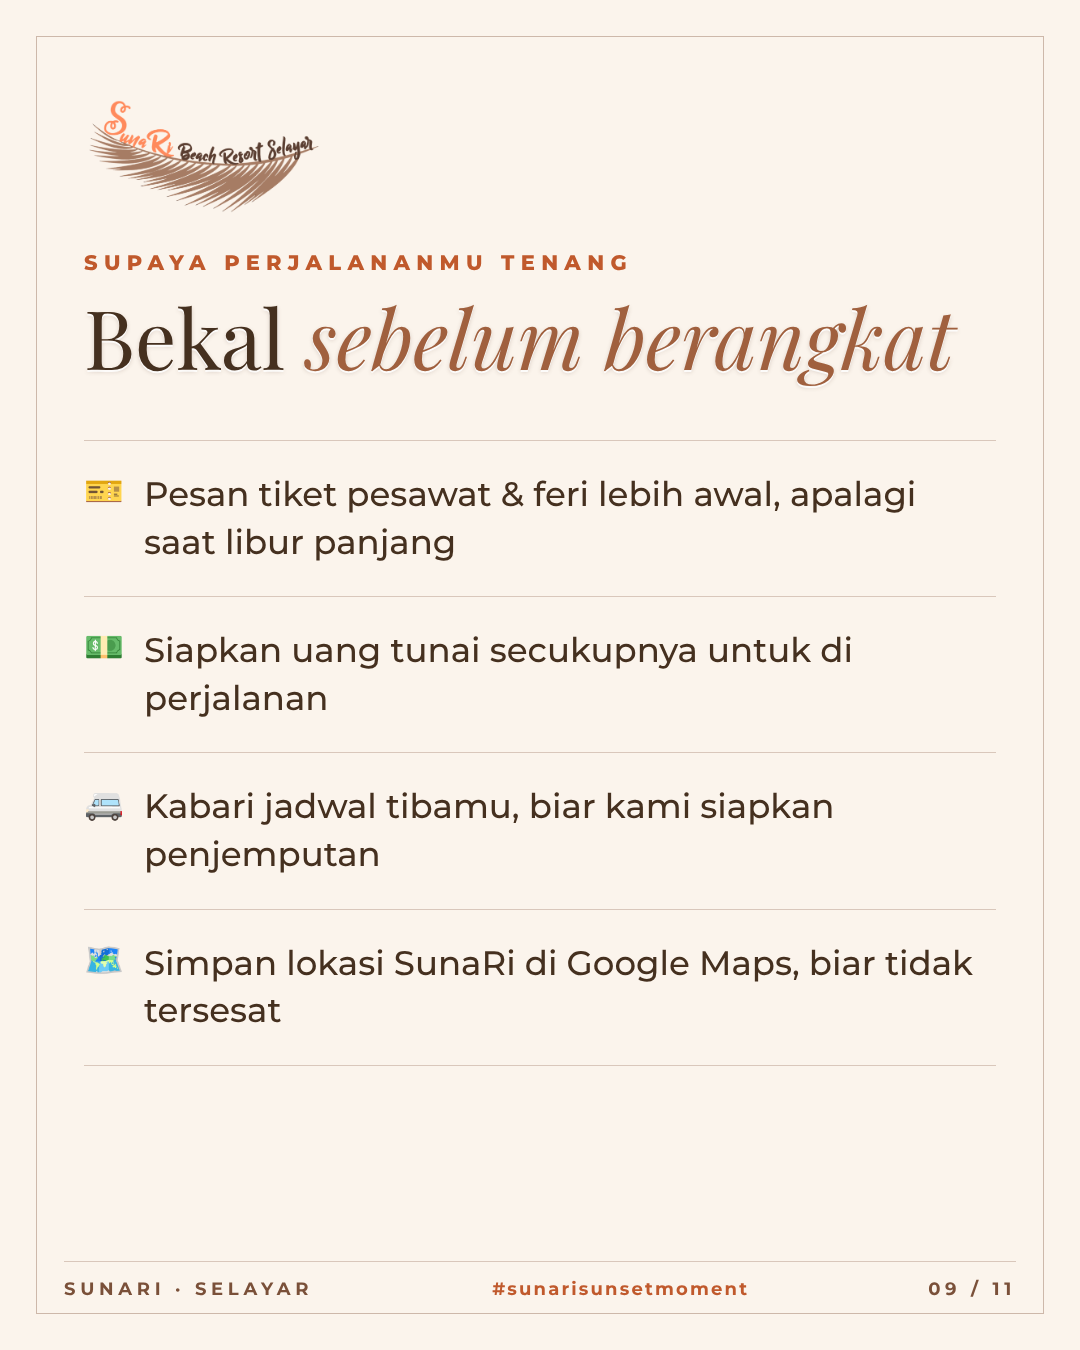 SunaRi Beach Resort Selayar
SUPAYA PERJALANANMU TENANG
Bekal sebelum berangkat
🎫 Pesan tiket pesawat & feri lebih awal, apalagi
saat libur panjang
💵 Siapkan uang tunai secukupnya untuk di
perjalanan
🚐 Kabari jadwal tibamu, biar kami siapkan
penjemputan
🗺️ Simpan lokasi SunaRi di Google Maps, biar tidak
tersesat
SUNARI · SELAYAR
#sunarisunsetmoment
09 / 11